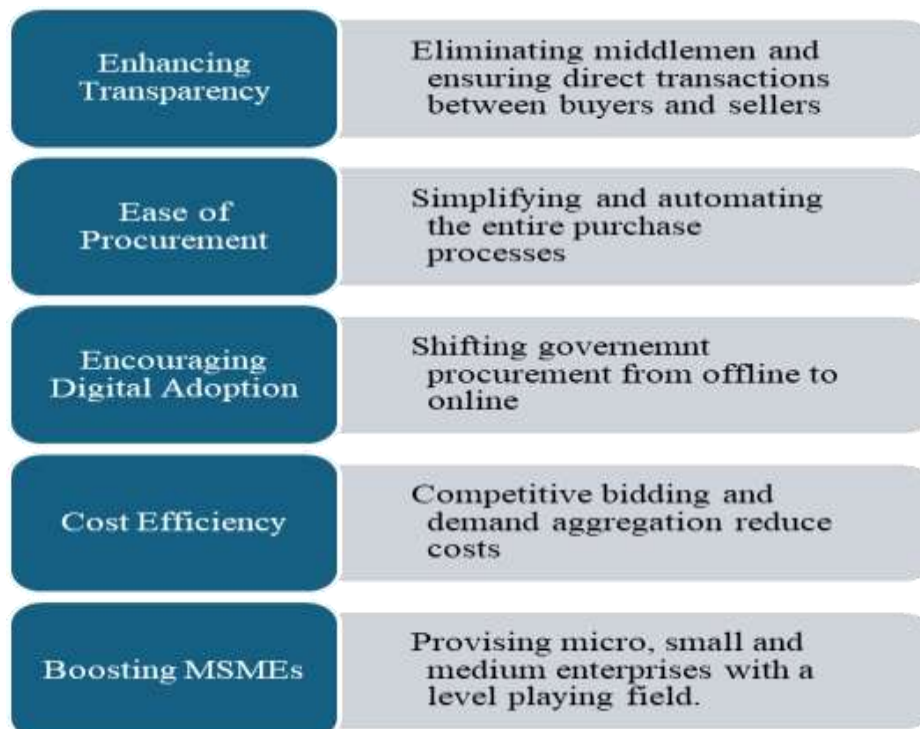 Enhancing
Transparency
Eliminating middlemen and
ensuring direct transactions
between buyers and sellers
Ease of
Procurement
Simplifying and automating
the entire purchase
processes
Encouraging
Digital Adoption
Shifting governemnt
procurement from offline to
online
Cost Efficiency
Competitive bidding and
demand aggregation reduce
costs
Boosting MSMEs
Provising micro, small and
medium enterprises with a
level playing field.